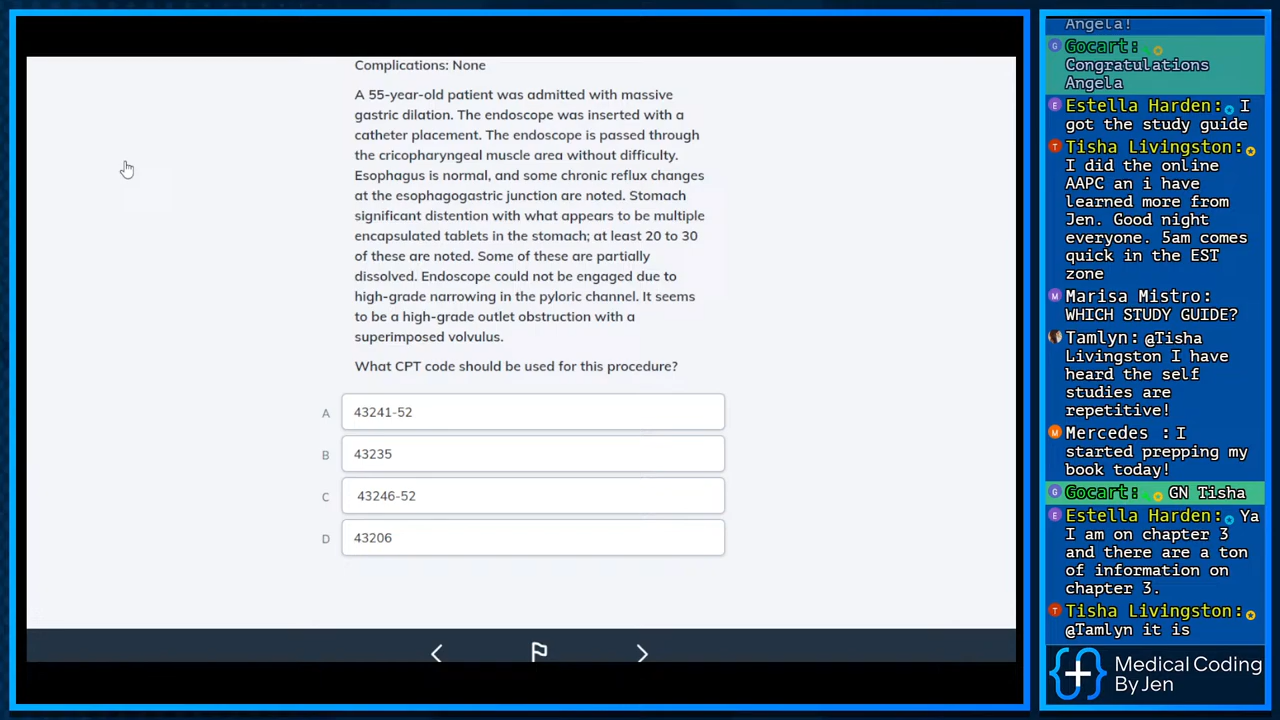 Complications: None
A 55-year-old patient was admitted with massive
gastric dilation. The endoscope was inserted with a
catheter placement. The endoscope is passed through
the cricopharyngeal muscle area without difficulty.
Esophagus is normal, and some chronic reflux changes
at the esophagogastric junction are noted. Stomach
significant distention with what appears to be multiple
encapsulated tablets in the stomach; at least 20 to 30
of these are noted. Some of these are partially
dissolved. Endoscope could not be engaged due to
high-grade narrowing in the pyloric channel. It seems
to be a high-grade outlet obstruction with a
superimposed volvulus.
What CPT code should be used for this procedure?
A 43241-52
B 43235
C 43246-52
D 43206
Angela!
G Gocart:
Congratulations
Angela
E Estella Harden: I
got the study guide
T Tisha Livingston:
I did the online
AAPC an i have
learned more from
Jen. Good night
everyone. 5am comes
quick in the EST
zone
M Marisa Mistro:
WHICH STUDY GUIDE?
Tamlyn: @Tisha
Livingston I have
heard the self
studies are
repetitive!
M Mercedes : I
started prepping my
book today!
G Gocart: GN Tisha
E Estella Harden: Ya
I am on chapter 3
and there are a ton
of information on
chapter 3.
T Tisha Livingston:
@Tamlyn it is
Medical Coding
By Jen